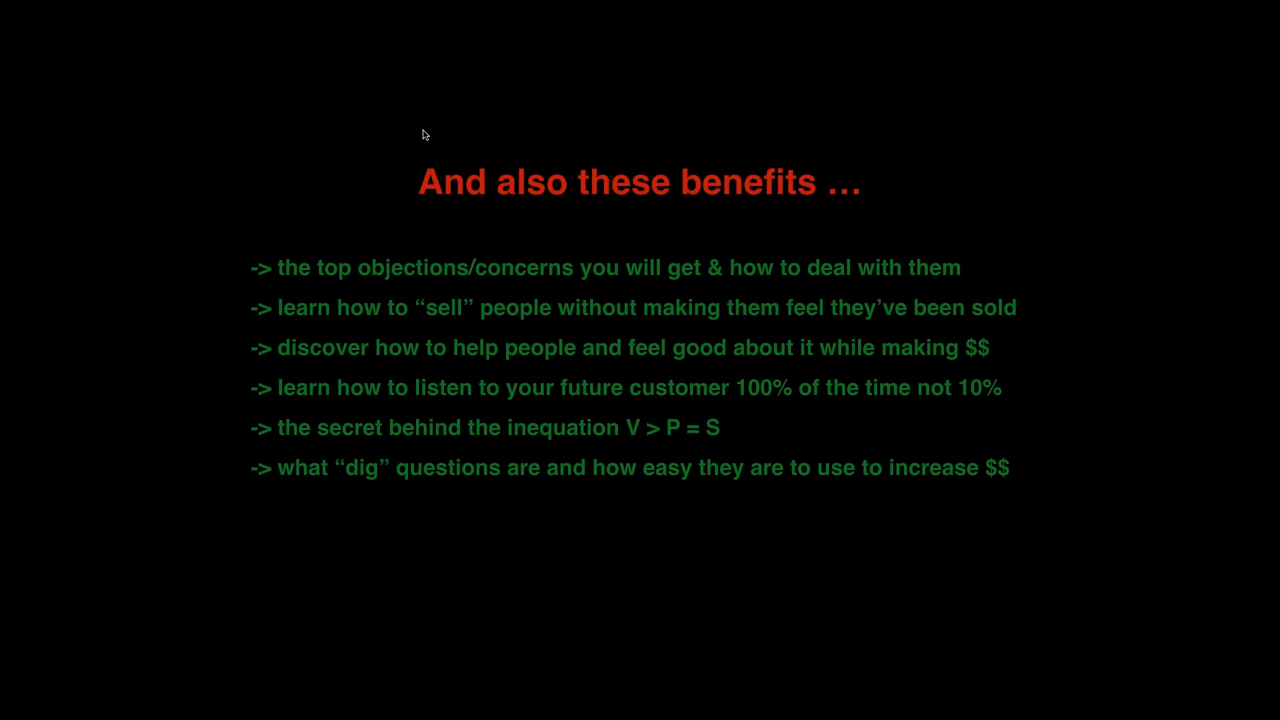 And also these benefits …
-> the top objections/concerns you will get & how to deal with them
-> learn how to “sell” people without making them feel they’ve been sold
-> discover how to help people and feel good about it while making $$
-> learn how to listen to your future customer 100% of the time not 10%
-> the secret behind the inequation V > P = S
-> what “dig” questions are and how easy they are to use to increase $$